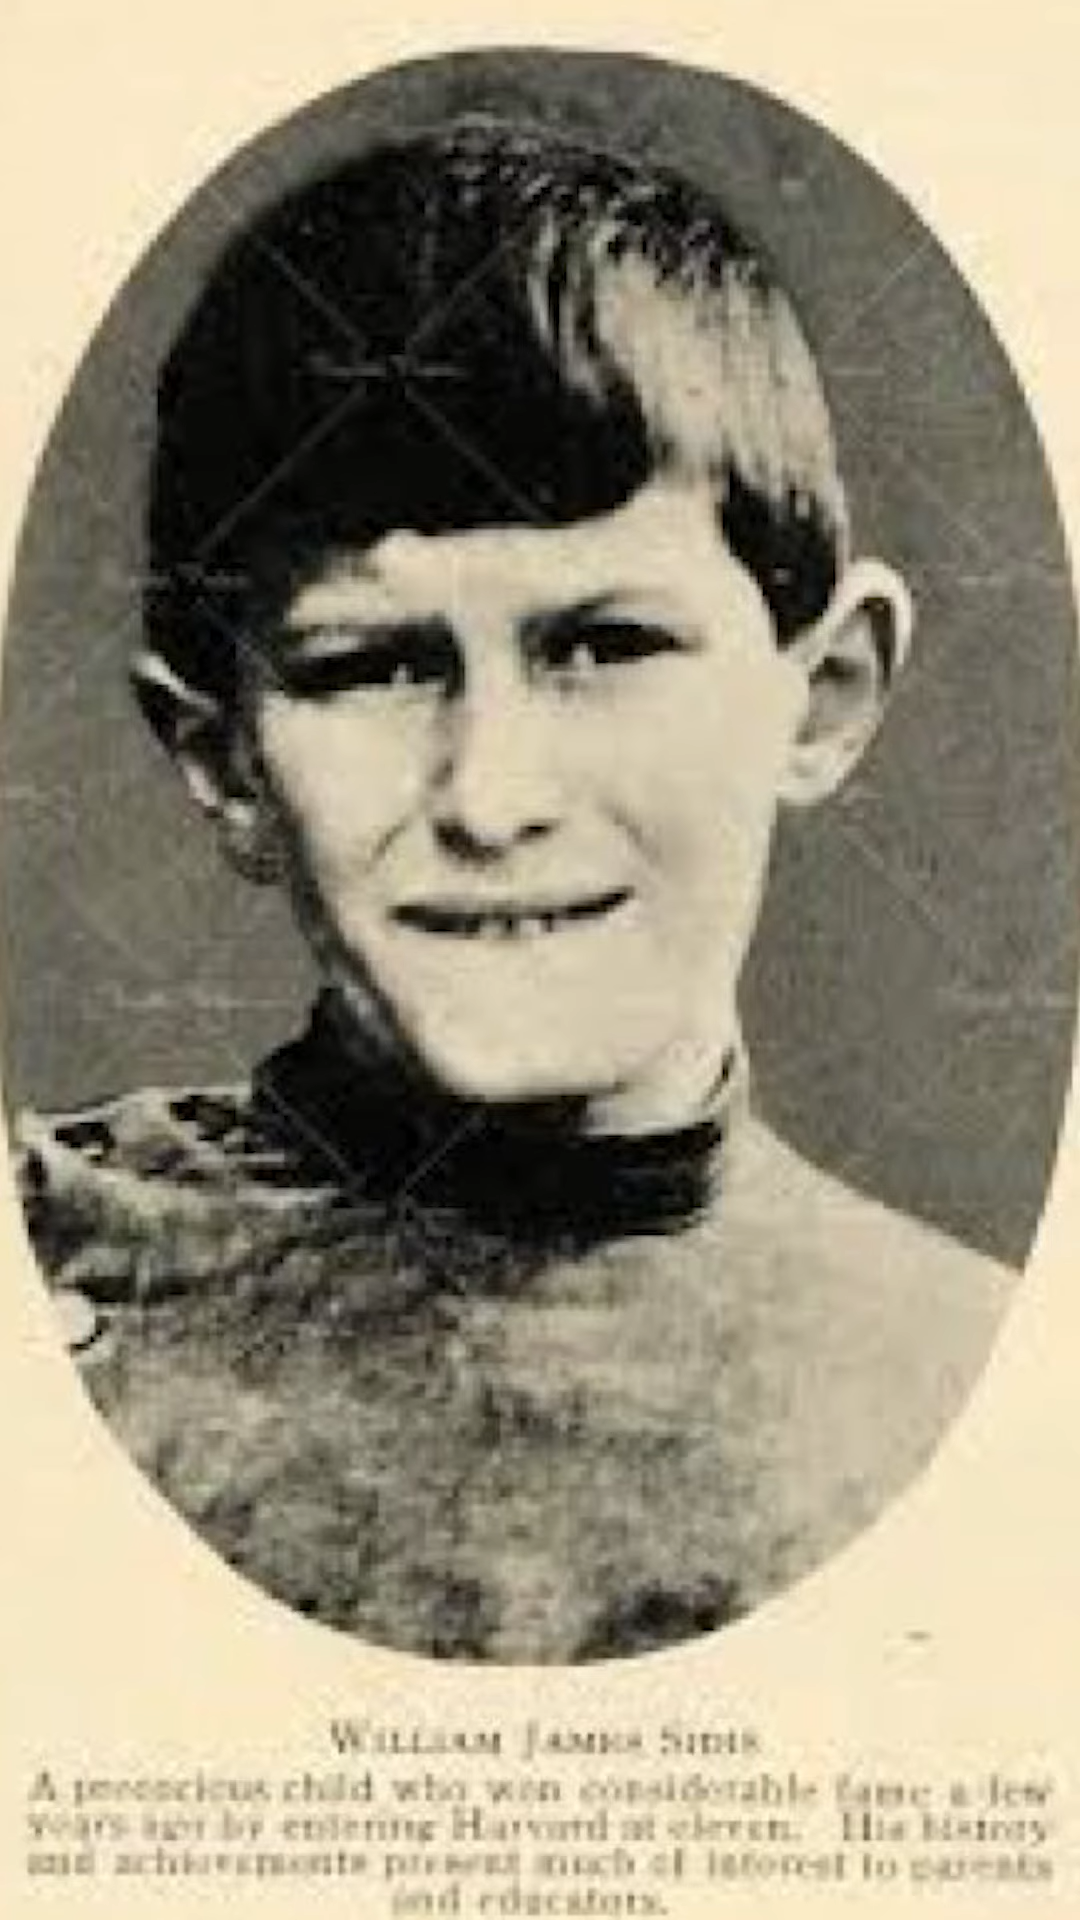 WILLIAM JAMES SIDIS
A precocious child who won considerable fame a few
years ago by entering Harvard at eleven. His history
and achievements present much of interest to parents
and educators.